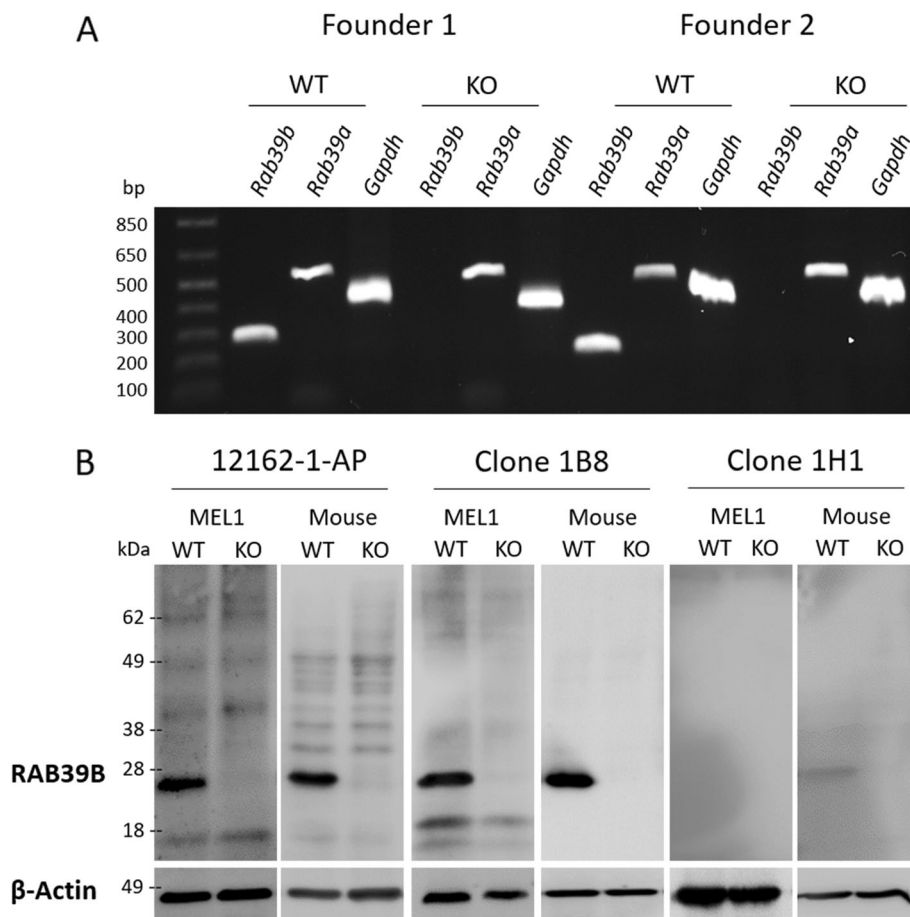 A
Founder 1 Founder 2
WT KO WT KO
Rab39b Rab39a Gapdh Rab39b Rab39a Gapdh Rab39b Rab39a Gapdh Rab39b Rab39a Gapdh
bp
850
650
500
400
300
200
100
B
12162-1-AP Clone 1B8 Clone 1H1
MEL1 Mouse MEL1 Mouse MEL1 Mouse
kDa WT KO WT KO WT KO WT KO WT KO WT KO
62
49
38
RAB39B 28
18
β-Actin 49